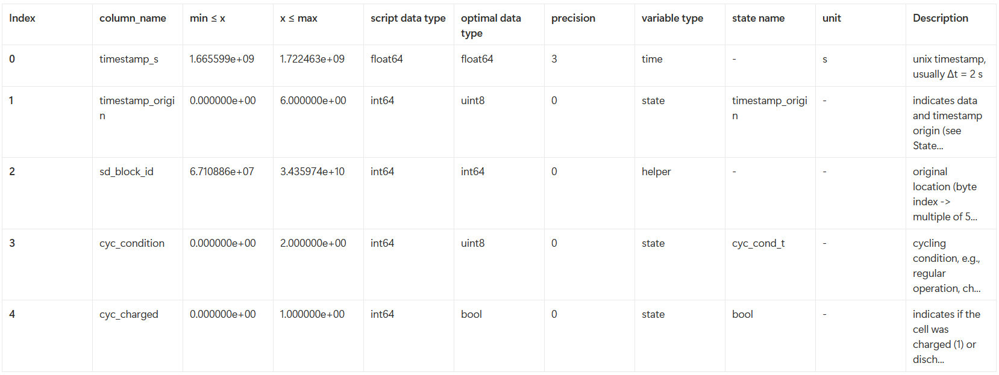 Index column_name min ≤ x x ≤ max script data type optimal data type precision variable type state name unit Description
0 timestamp_s 1.665599e+09 1.722463e+09 float64 float64 3 time - s unix timestamp, usually Δt = 2 s
1 timestamp_origin 0.000000e+00 6.000000e+00 int64 uint8 0 state timestamp_origin - indicates data and timestamp origin (see State...
2 sd_block_id 6.710886e+07 3.435974e+10 int64 int64 0 helper - - original location (byte index -> multiple of 5...
3 cyc_condition 0.000000e+00 2.000000e+00 int64 uint8 0 state cyc_cond_t - cycling condition, e.g., regular operation, ch...
4 cyc_charged 0.000000e+00 1.000000e+00 int64 bool 0 state bool - indicates if the cell was charged (1) or disch...